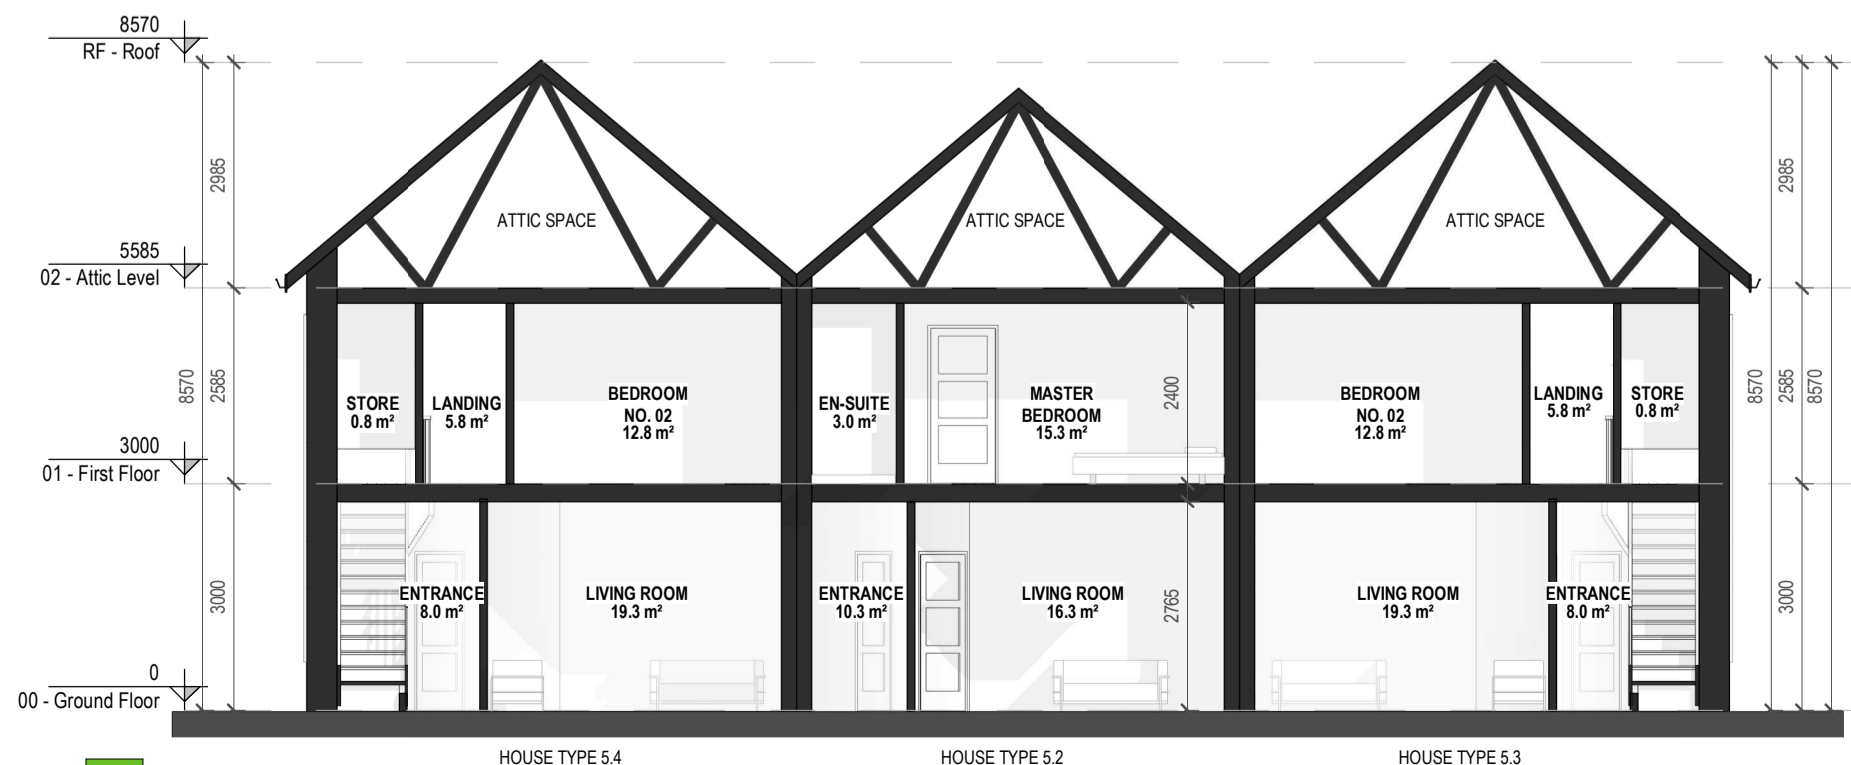 8570
RF - Roof
2985
2985
ATTIC SPACE
ATTIC SPACE
ATTIC SPACE
5585
02 - Attic Level
8570
2585
STORE
0.8 m²
LANDING
5.8 m²
BEDROOM
NO. 02
12.8 m²
EN-SUITE
3.0 m²
MASTER
BEDROOM
15.3 m²
2400
BEDROOM
NO. 02
12.8 m²
LANDING
5.8 m²
STORE
0.8 m²
8570
2585
8570
3000
01 - First Floor
3000
ENTRANCE
8.0 m²
LIVING ROOM
19.3 m²
ENTRANCE
10.3 m²
LIVING ROOM
16.3 m²
2765
LIVING ROOM
19.3 m²
ENTRANCE
8.0 m²
3000
0
00 - Ground Floor
HOUSE TYPE 5.4
HOUSE TYPE 5.2
HOUSE TYPE 5.3